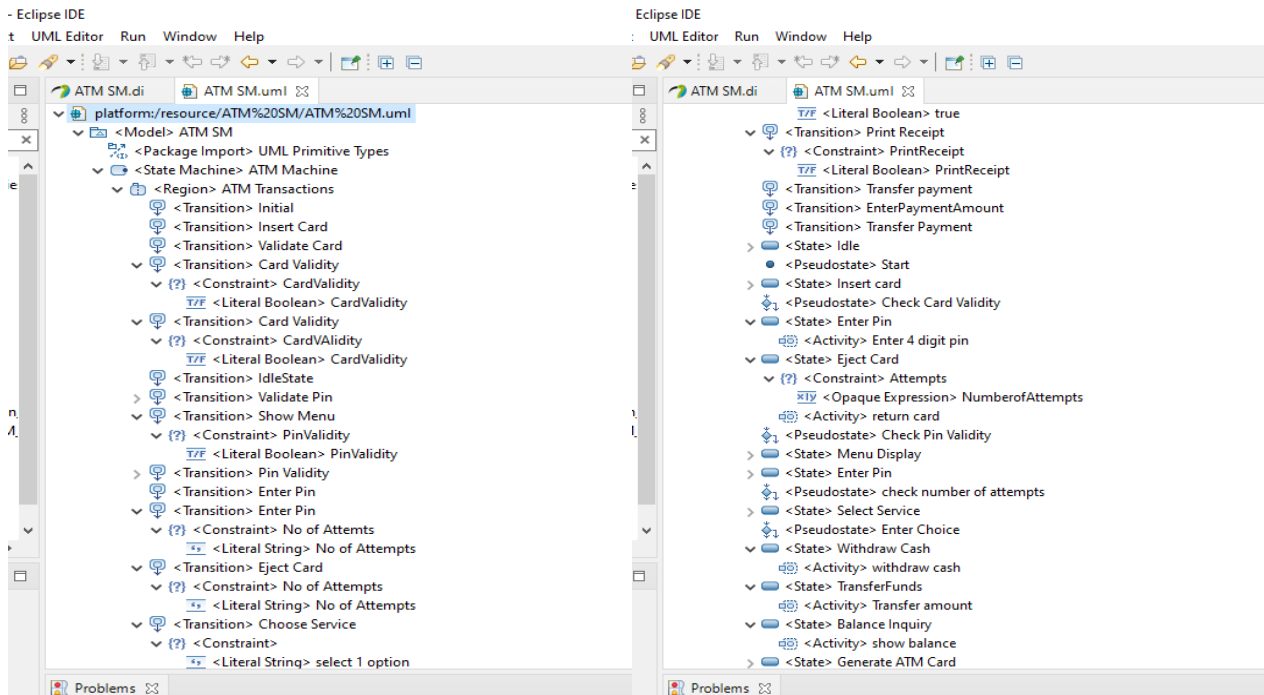 - Eclipse IDE
t UML Editor Run Window Help
ATM SM.di ATM SM.uml
platform:/resource/ATM%20SM/ATM%20SM.uml
<Model> ATM SM
<Package Import> UML Primitive Types
<State Machine> ATM Machine
<Region> ATM Transactions
<Transition> Initial
<Transition> Insert Card
<Transition> Validate Card
<Transition> Card Validity
{?} <Constraint> CardValidity
T/F <Literal Boolean> CardValidity
<Transition> Card Validity
{?} <Constraint> CardVAlidity
T/F <Literal Boolean> CardValidity
<Transition> IdleState
<Transition> Validate Pin
<Transition> Show Menu
{?} <Constraint> PinValidity
T/F <Literal Boolean> PinValidity
<Transition> Pin Validity
<Transition> Enter Pin
<Transition> Enter Pin
{?} <Constraint> No of Attemts
<Literal String> No of Attempts
<Transition> Eject Card
{?} <Constraint> No of Attempts
<Literal String> No of Attempts
<Transition> Choose Service
{?} <Constraint>
<Literal String> select 1 option
Problems
Eclipse IDE
UML Editor Run Window Help
ATM SM.di ATM SM.uml
T/F <Literal Boolean> true
<Transition> Print Receipt
{?} <Constraint> PrintReceipt
T/F <Literal Boolean> PrintReceipt
<Transition> Transfer payment
<Transition> EnterPaymentAmount
<Transition> Transfer Payment
<State> Idle
<Pseudostate> Start
<State> Insert card
<Pseudostate> Check Card Validity
<State> Enter Pin
<Activity> Enter 4 digit pin
<State> Eject Card
{?} <Constraint> Attempts
x|y <Opaque Expression> NumberofAttempts
<Activity> return card
<Pseudostate> Check Pin Validity
<State> Menu Display
<State> Enter Pin
<Pseudostate> check number of attempts
<State> Select Service
<Pseudostate> Enter Choice
<State> Withdraw Cash
<Activity> withdraw cash
<State> TransferFunds
<Activity> Transfer amount
<State> Balance Inquiry
<Activity> show balance
<State> Generate ATM Card
Problems